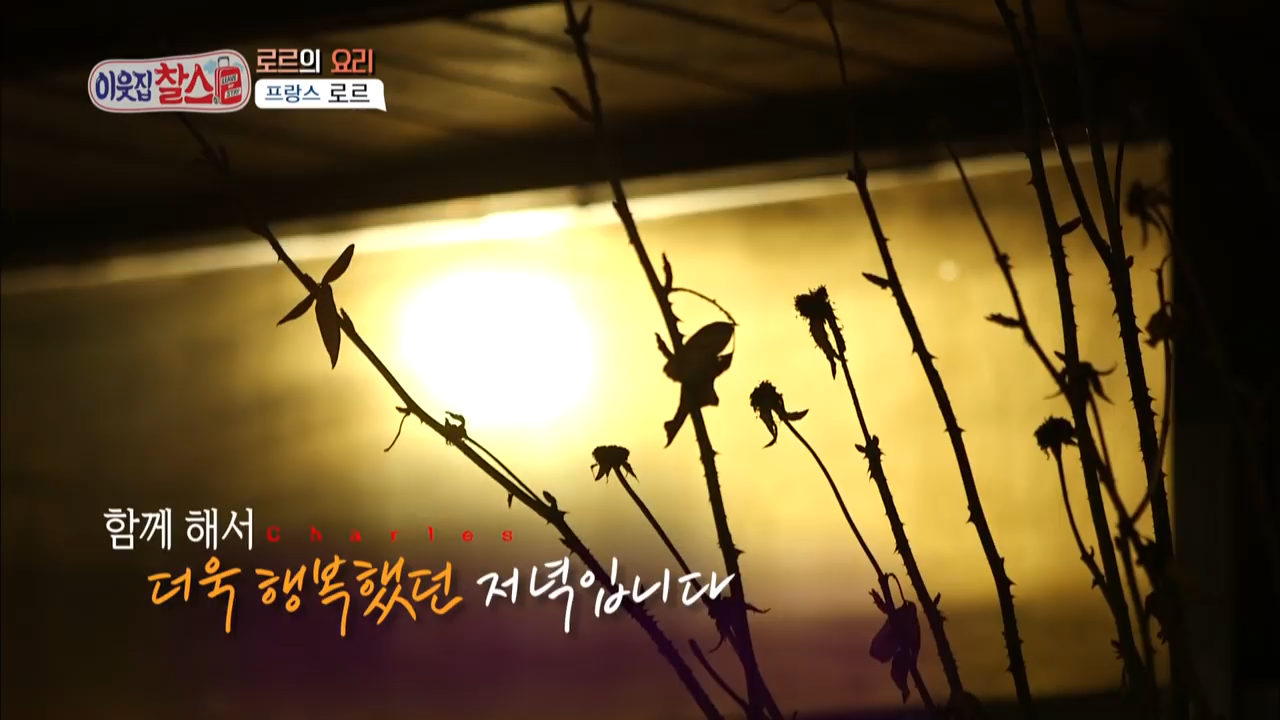 이웃집 찰스
로르의 요리
프랑스 로르
함께 해서 Charles
더욱 행복했던 저녁입니다